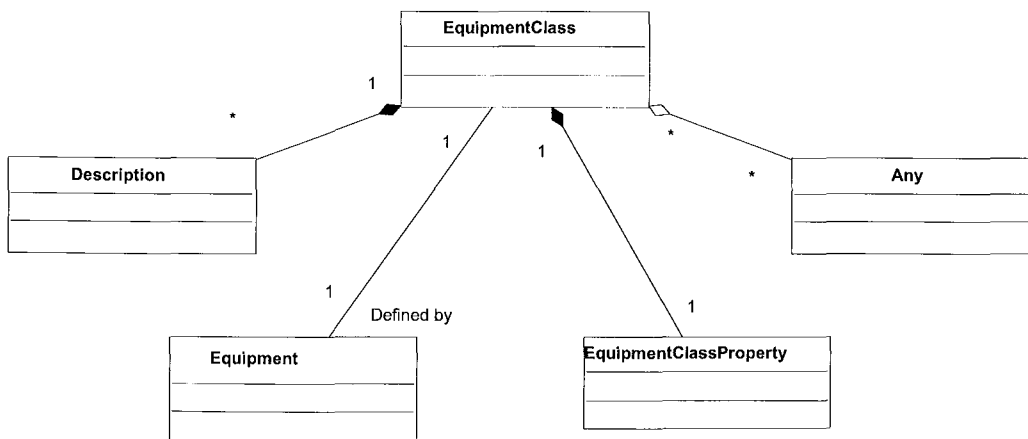 EquipmentClass
1
*
Description
1
1
*
*
Any
1
Defined by
1
Equipment
EquipmentClassProperty